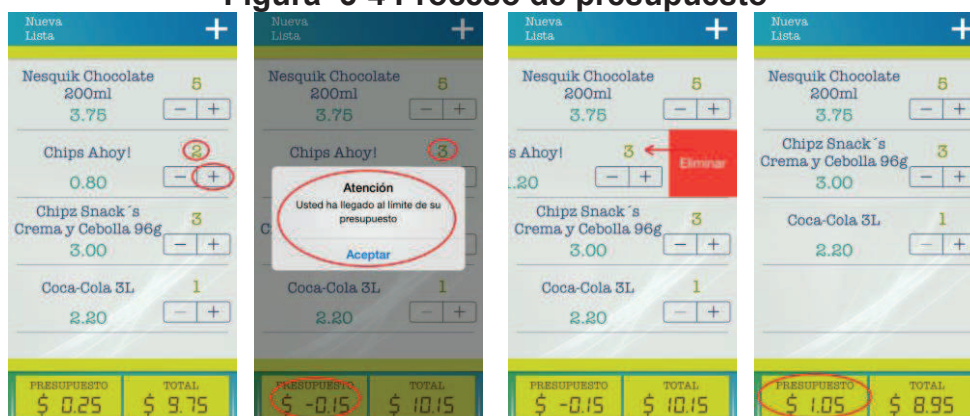 Figura 3-4 Proceso de presupuesto
Nueva
Lista
+
Nesquik Chocolate
200ml
3.75
5
- +
Chips Ahoy!
0.80
2
- +
Chipz Snack´s
Crema y Cebolla 96g
3.00
3
- +
Coca-Cola 3L
2.20
1
- +
PRESUPUESTO
$ 0.25
TOTAL
$ 9.75
Nueva
Lista
+
Nesquik Chocolate
200ml
3.75
5
- +
Chips Ahoy!
3
Atención
Usted ha llegado al límite de su
presupuesto
Aceptar
Coca-Cola 3L
2.20
1
- +
PRESUPUESTO
$ -0.15
TOTAL
$ 10.15
Nueva
Lista
+
Nesquik Chocolate
200ml
3.75
5
- +
s Ahoy!
.20
3
- +
Eliminar
Chipz Snack´s
Crema y Cebolla 96g
3.00
3
- +
Coca-Cola 3L
2.20
1
- +
PRESUPUESTO
$ -0.15
TOTAL
$ 10.15
Nueva
Lista
+
Nesquik Chocolate
200ml
3.75
5
- +
Chipz Snack´s
Crema y Cebolla 96g
3.00
3
- +
Coca-Cola 3L
2.20
1
- +
PRESUPUESTO
$ 1.05
TOTAL
$ 8.95